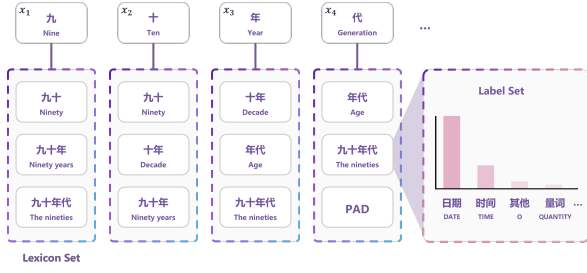 x1 九
Nine
x2 十
Ten
x3 年
Year
x4 代
Generation
...
九十
Ninety
九十年
Ninety years
九十年代
The nineties
九十
Ninety
十年
Decade
九十年
Ninety years
十年
Decade
年代
Age
九十年代
The nineties
年代
Age
九十年代
The nineties
PAD
Label Set
日期 时间 其他 量词 ...
DATE TIME O QUANTITY
Lexicon Set